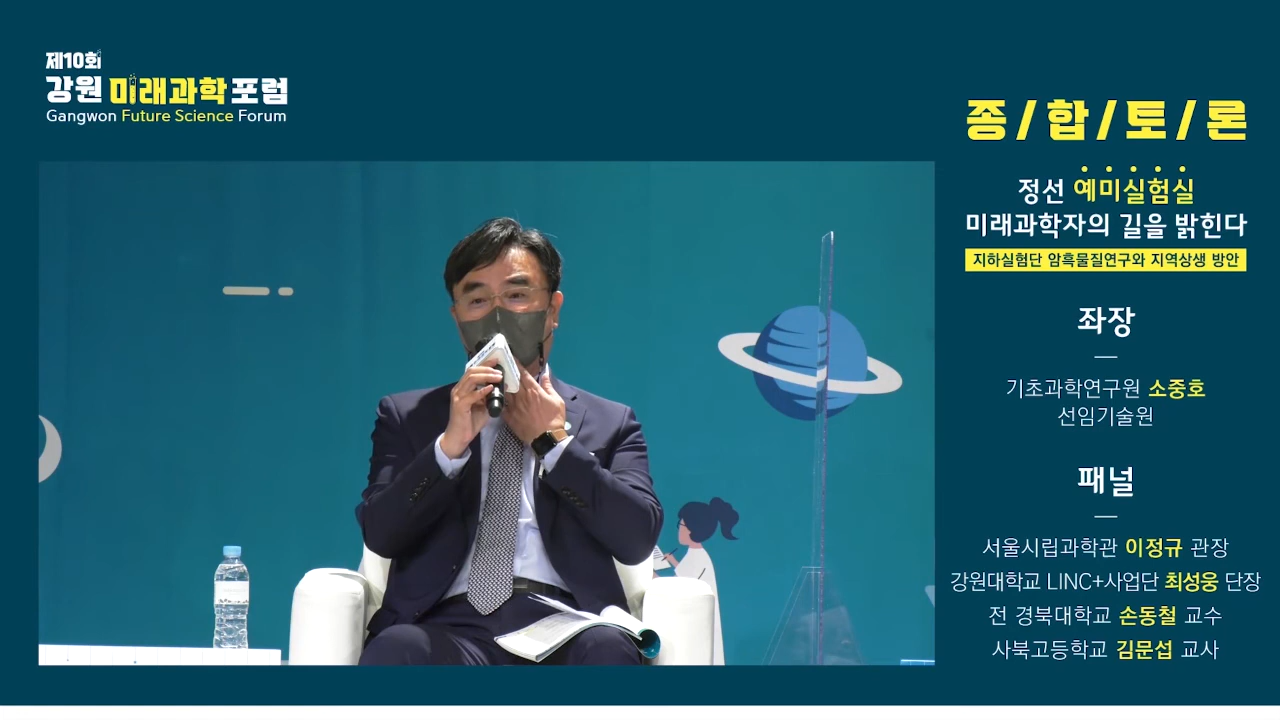 제10회
강원 미래과학 포럼
Gangwon Future Science Forum
종/합/토/론
정선 예미실험실
미래과학자의 길을 밝힌다
지하실험단 암흑물질연구와 지역상생 방안
좌장
기초과학연구원 소중호
선임기술원
패널
서울시립과학관 이정규 관장
강원대학교 LINC+사업단 최성웅 단장
전 경북대학교 손동철 교수
사북고등학교 김문섭 교사